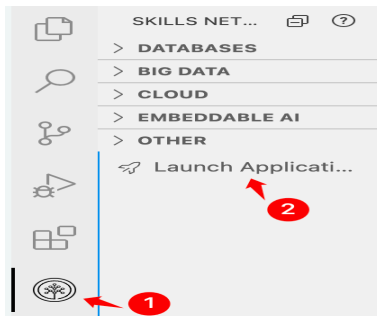 SKILLS NET...
> DATABASES
> BIG DATA
> CLOUD
> EMBEDDABLE AI
> OTHER
Launch Applicati...
2
1